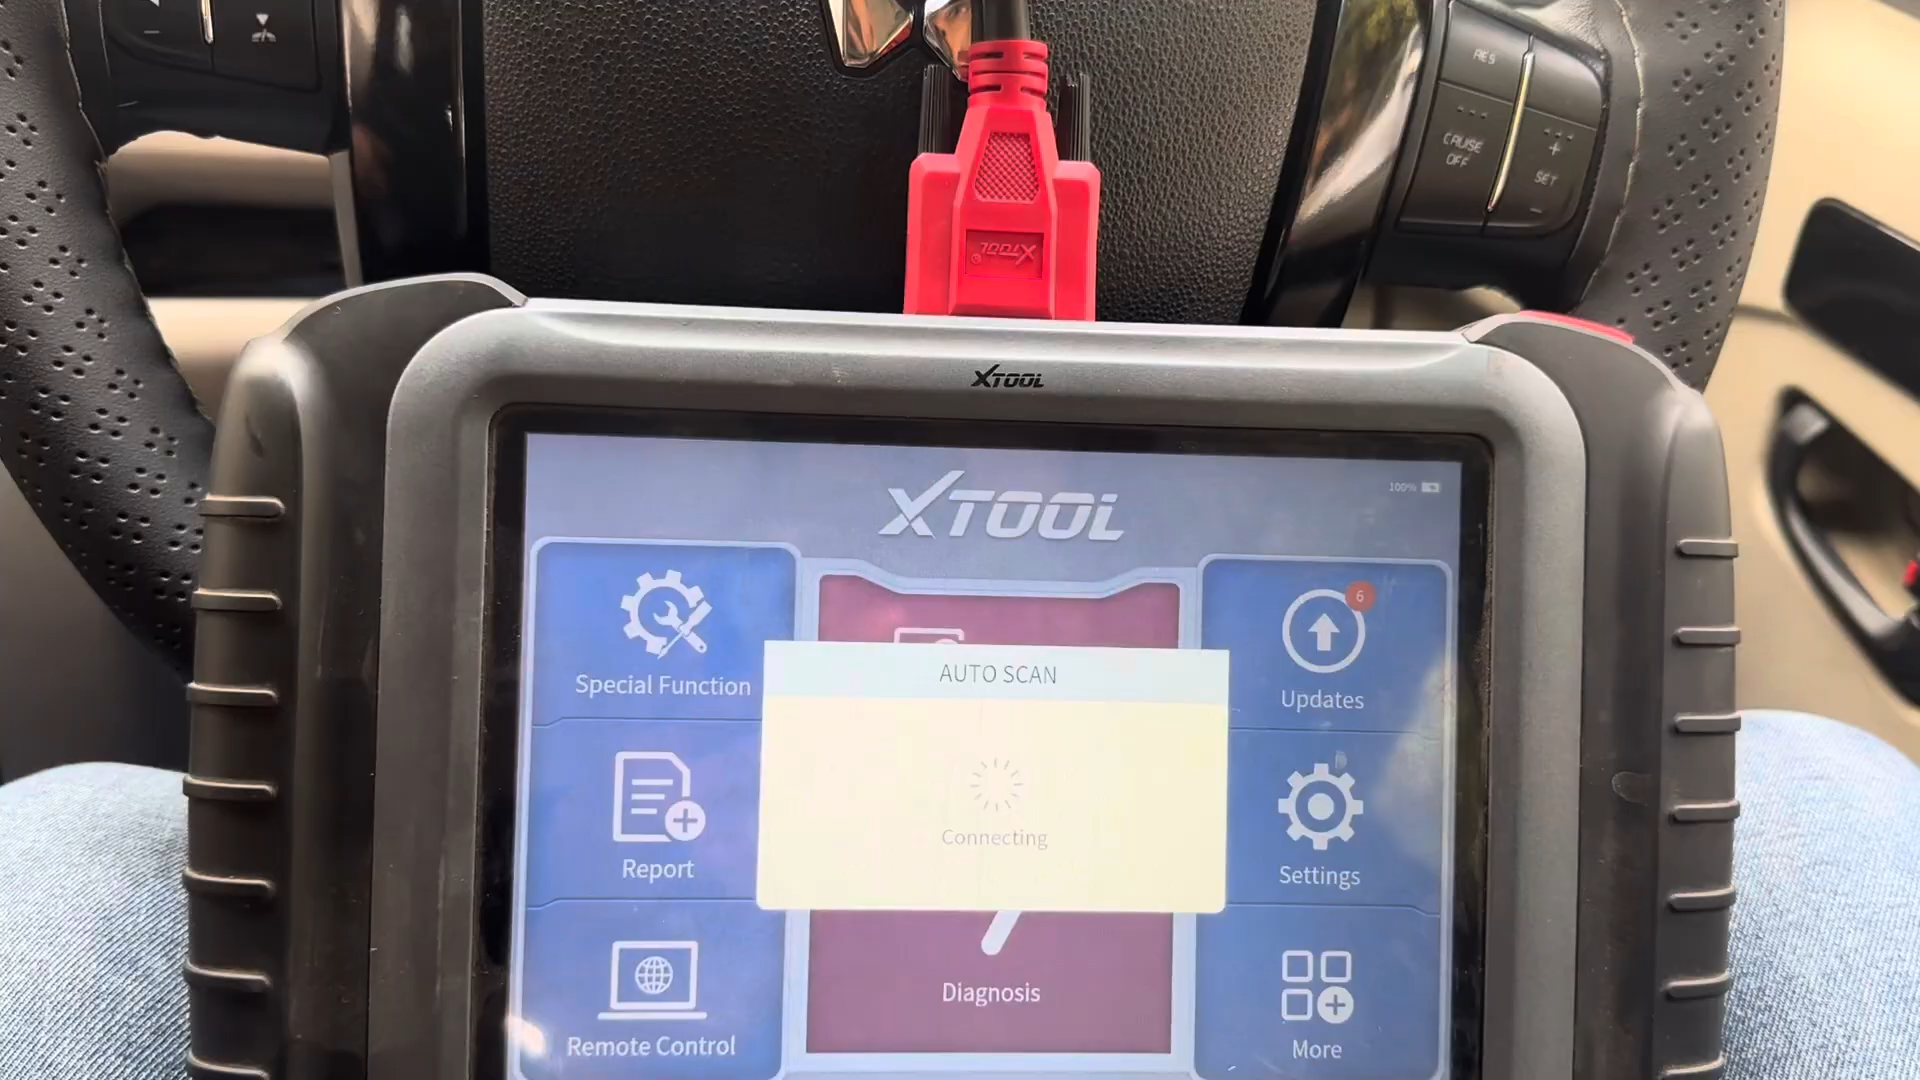 RES
CRUISE
OFF
+
SET
XTOOL
XTOOL
XTOOL
100%
Special Function
AUTO SCAN
6
Updates
Connecting
Report
Settings
Diagnosis
Remote Control
More